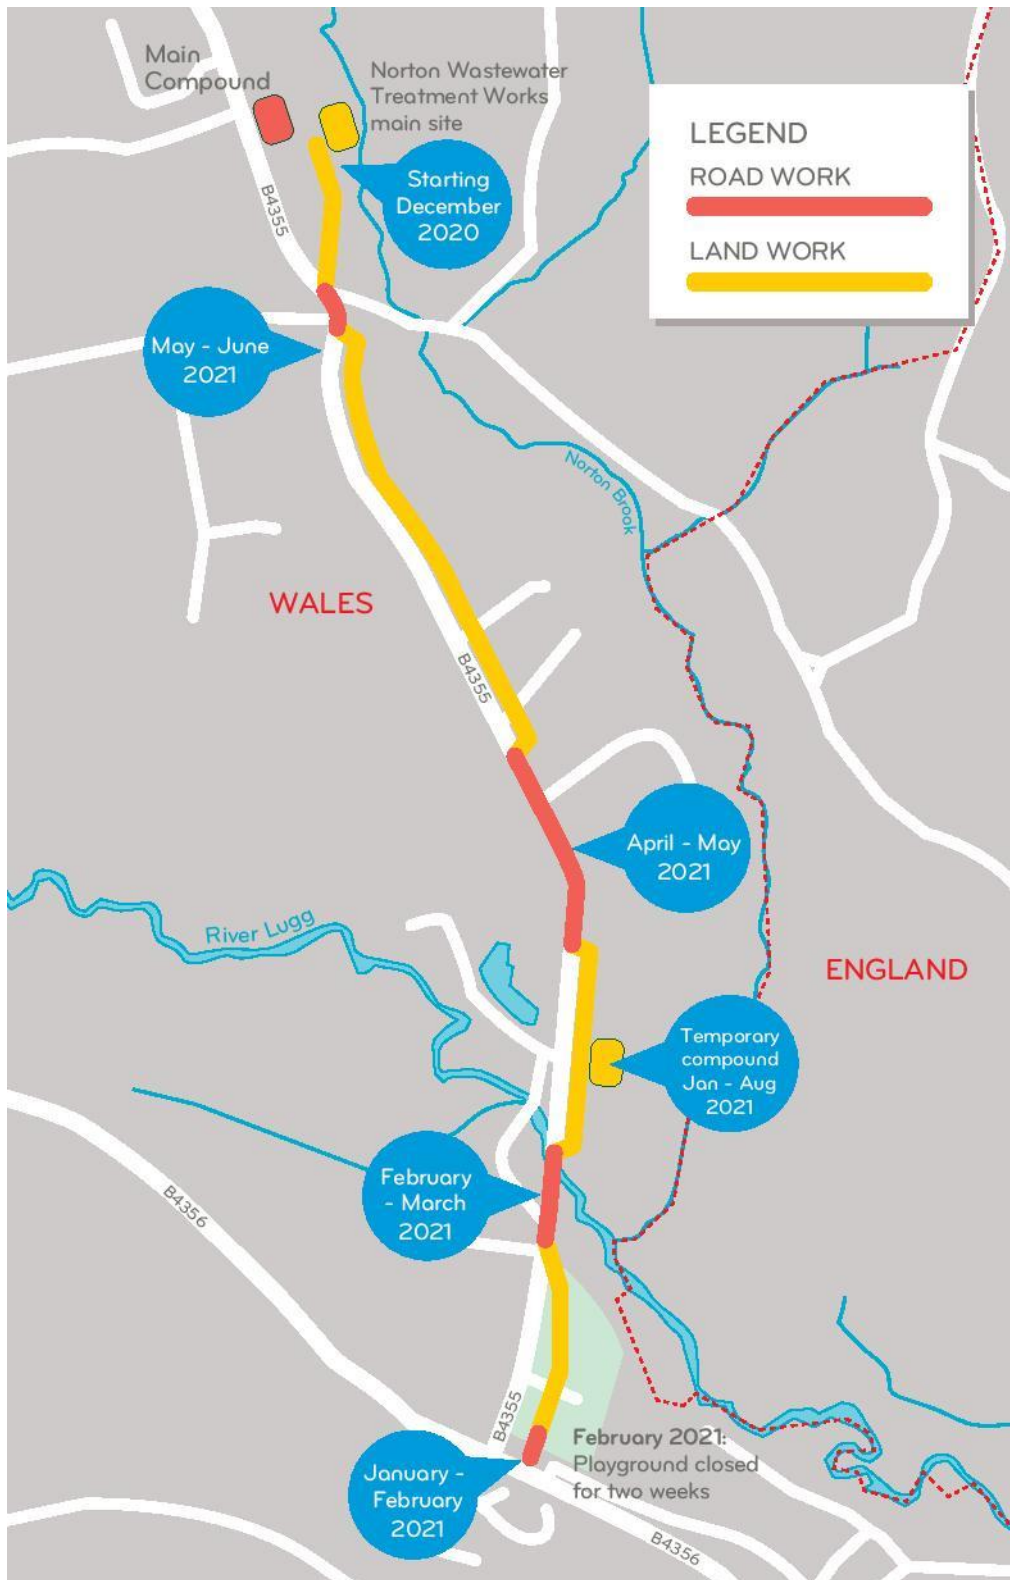 Main
Compound
Norton Wastewater
Treatment Works
main site
LEGEND
ROAD WORK
LAND WORK
Starting
December
2020
B4355
May - June
2021
Norton Brook
WALES
B4355
April - May
2021
River Lugg
ENGLAND
Temporary
compound
Jan - Aug
2021
February
- March
2021
B4356
B4355
February 2021:
Playground closed
for two weeks
January -
February
2021
B4356